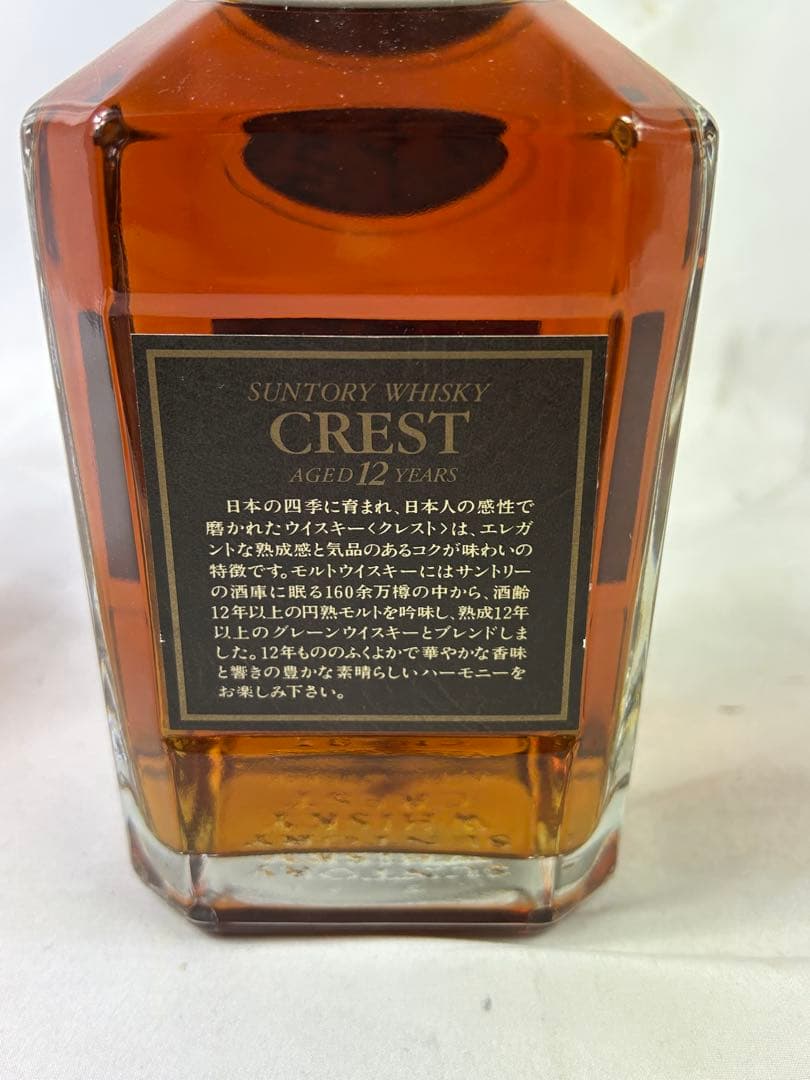 SUNTORY WHISKY
CREST
AGED 12 YEARS
日本の四季に育まれ、日本人の感性で
磨かれたウイスキー〈クレスト〉は、エレガ
ントな熟成感と気品のあるコクが味わいの
特徴です。モルトウイスキーにはサントリー
の酒庫に眠る160余万樽の中から、酒齢
12年以上の円熟モルトを吟味し、熟成12年
以上のグレーンウイスキーとブレンドしま
した。12年もののふくよかで華やかな香味
と響きの豊かな素晴らしいハーモニーを
お楽しみ下さい。